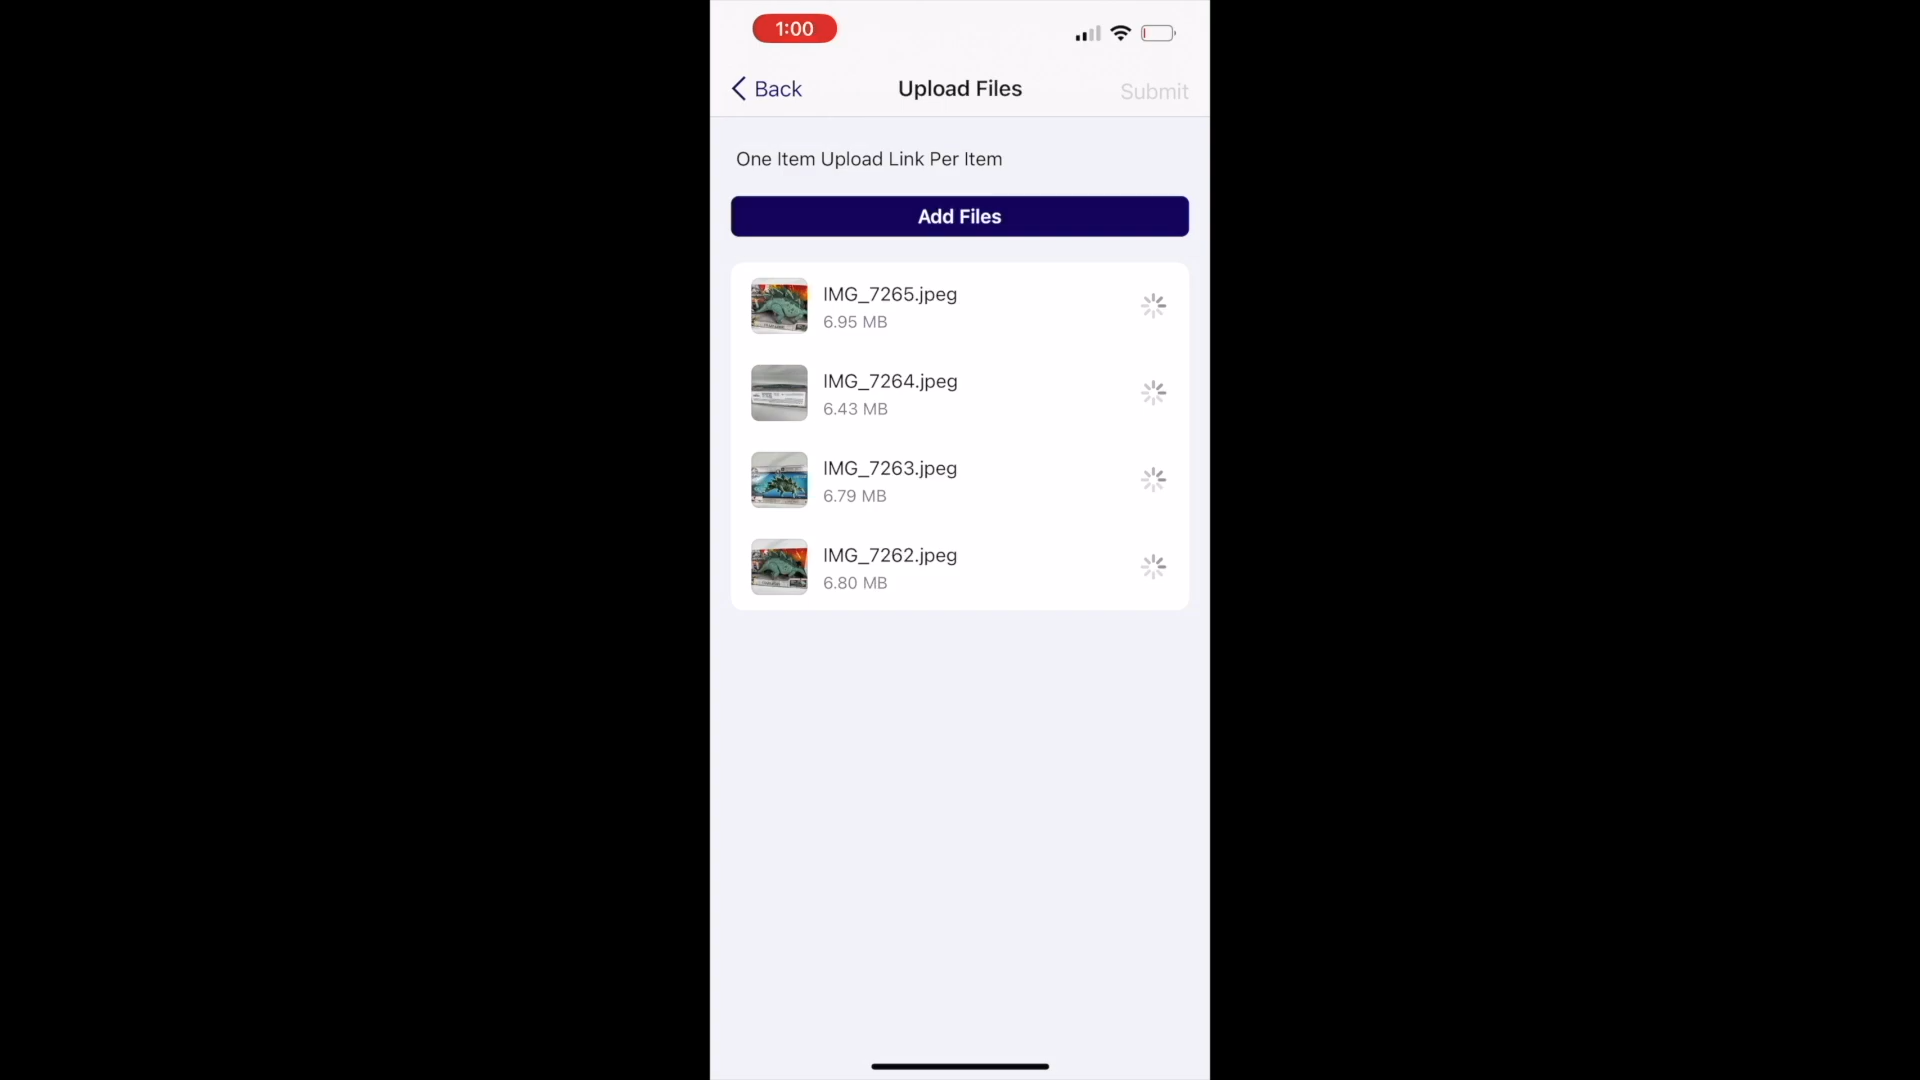 1:00
Back
Upload Files
Submit
One Item Upload Link Per Item
Add Files
IMG_7265.jpeg
6.95 MB
IMG_7264.jpeg
6.43 MB
IMG_7263.jpeg
6.79 MB
IMG_7262.jpeg
6.80 MB